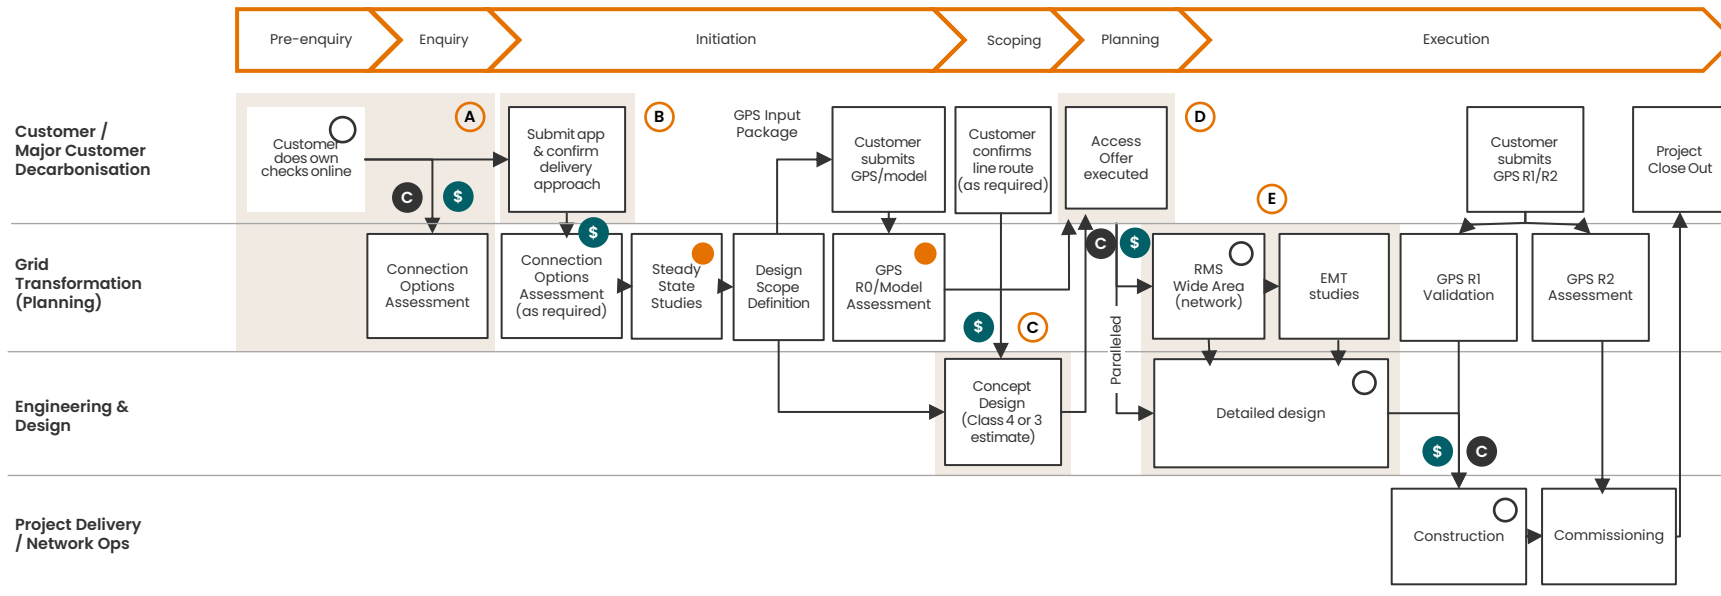 Pre-enquiry
Enquiry
Initiation
Scoping
Planning
Execution
Customer /
Major Customer
Decarbonisation
Customer
does own
checks online
A
C
$
Submit app
& confirm
delivery
approach
B
$
GPS Input
Package
Customer
submits
GPS/model
Customer
confirms
line route
(as required)
Access
Offer
executed
D
E
Customer
submits
GPS R1/R2
Project
Close Out
Grid
Transformation
(Planning)
Connection
Options
Assessment
Connection
Options
Assessment
(as required)
Steady
State
Studies
Design
Scope
Definition
GPS
R0/Model
Assessment
$
C
C
$
Paralleled
RMS
Wide Area
(network)
EMT
studies
GPS R1
Validation
GPS R2
Assessment
Engineering &
Design
Concept
Design
(Class 4 or 3
estimate)
Detailed design
$
C
Project Delivery
/ Network Ops
Construction
Commissioning